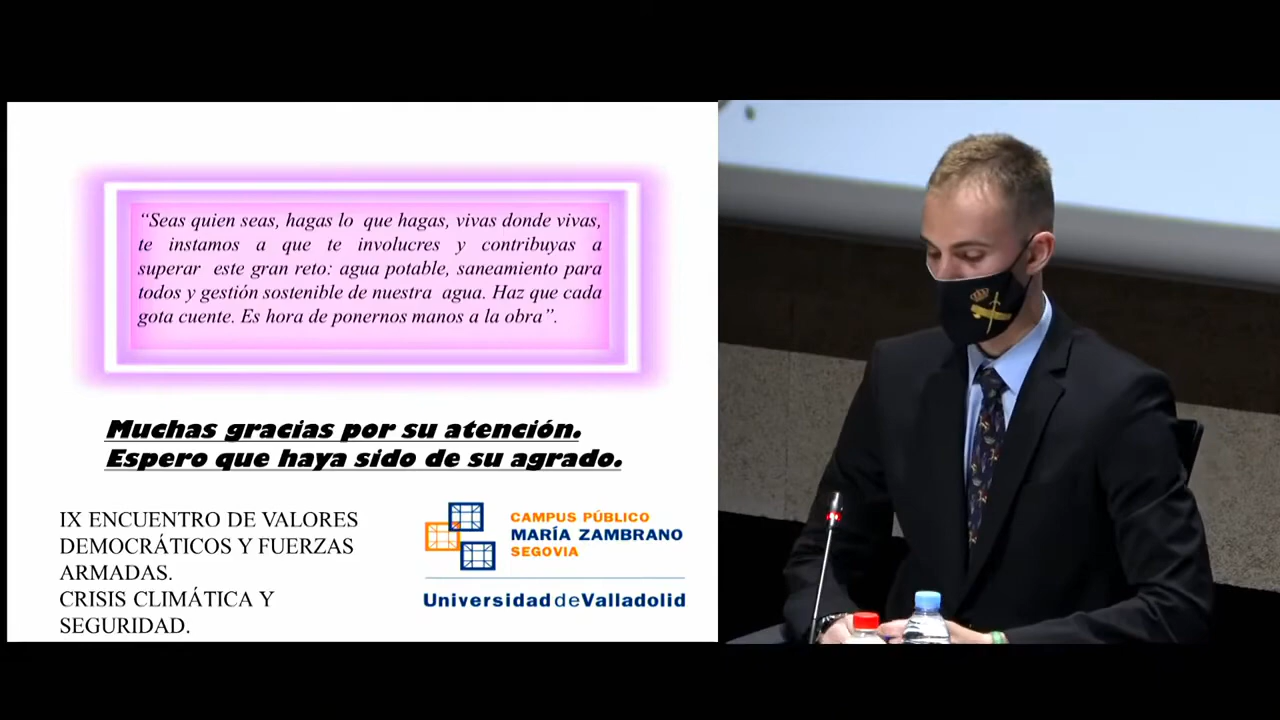 “Seas quien seas, hagas lo que hagas, vivas donde vivas,
te instamos a que te involucres y contribuyas a
superar este gran reto: agua potable, saneamiento para
todos y gestión sostenible de nuestra agua. Haz que cada
gota cuente. Es hora de ponernos manos a la obra”.
Muchas gracias por su atención.
Espero que haya sido de su agrado.
IX ENCUENTRO DE VALORES
DEMOCRÁTICOS Y FUERZAS
ARMADAS.
CRISIS CLIMÁTICA Y
SEGURIDAD.
CAMPUS PÚBLICO
MARÍA ZAMBRANO
SEGOVIA
Universidad de Valladolid